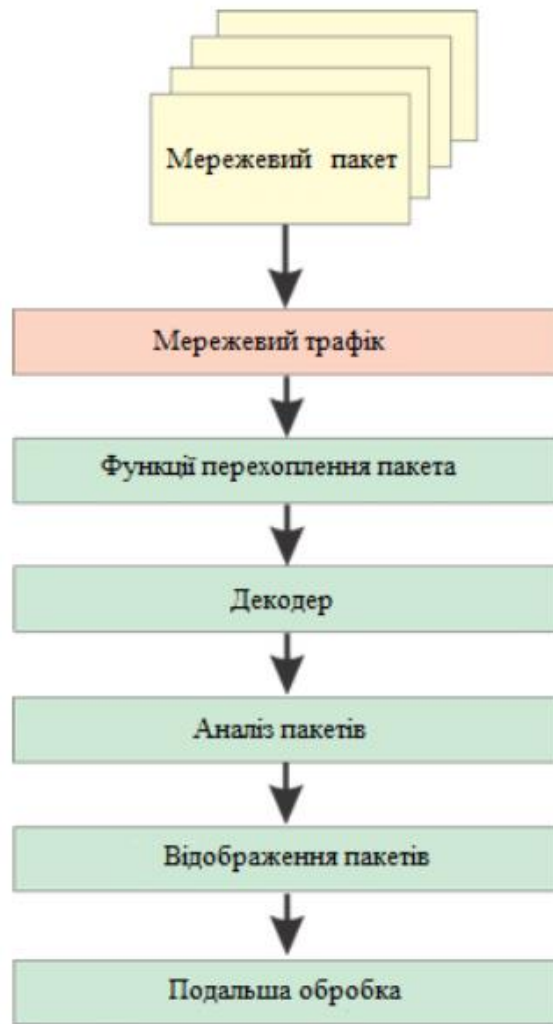 Мережевий пакет
Мережевий трафік
Функції перехоплення пакета
Декодер
Аналіз пакетів
Відображення пакетів
Подальша обробка